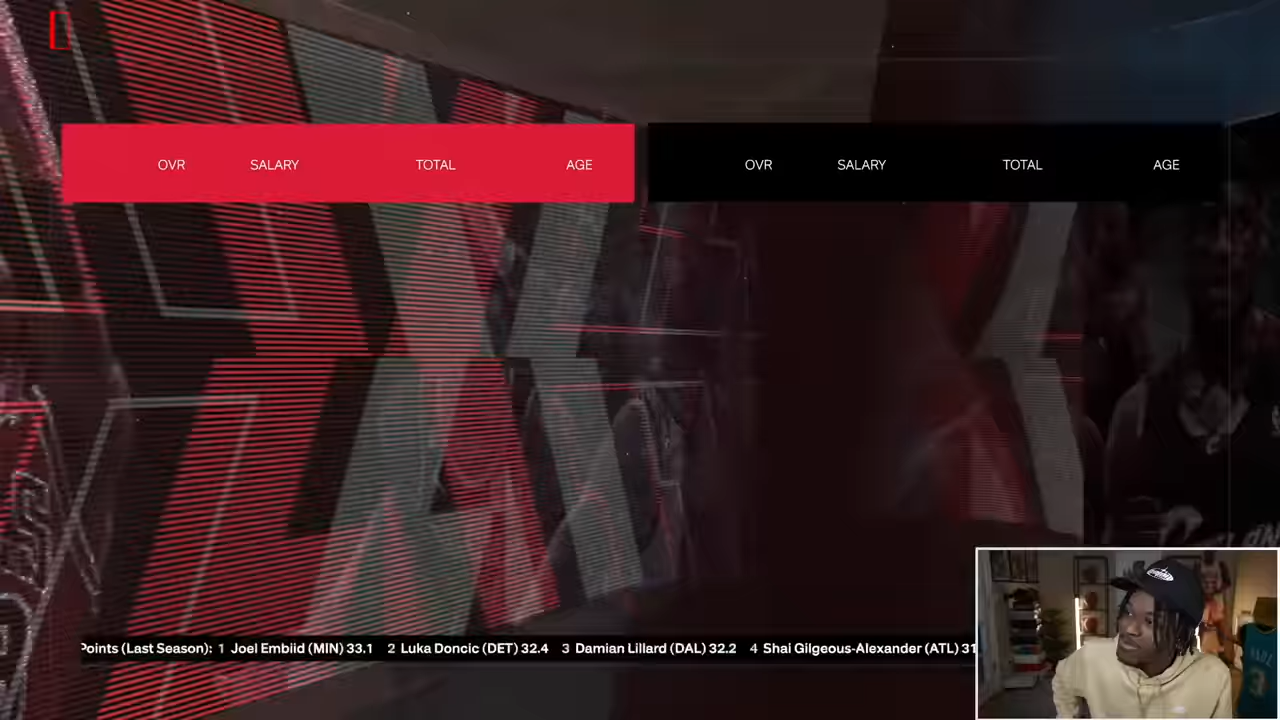 OVR SALARY TOTAL AGE
OVR SALARY TOTAL AGE
Points (Last Season): 1 Joel Embiid (MIN) 33.1 2 Luka Doncic (DET) 32.4 3 Damian Lillard (DAL) 32.2 4 Shai Gilgeous-Alexander (ATL) 31